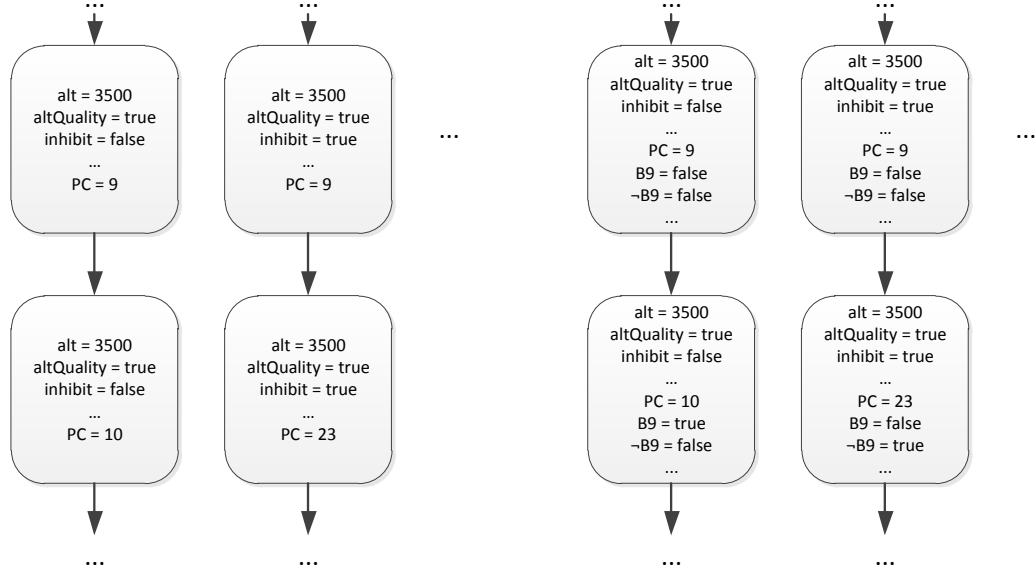 ...
...
...
...
alt = 3500
altQuality = true
inhibit = false
...
PC = 9
alt = 3500
altQuality = true
inhibit = true
...
PC = 9
...
alt = 3500
altQuality = true
inhibit = false
...
PC = 9
B9 = false
¬B9 = false
...
alt = 3500
altQuality = true
inhibit = true
...
PC = 9
B9 = false
¬B9 = false
...
...
alt = 3500
altQuality = true
inhibit = false
...
PC = 10
alt = 3500
altQuality = true
inhibit = true
...
PC = 23
alt = 3500
altQuality = true
inhibit = false
...
PC = 10
B9 = true
¬B9 = false
...
alt = 3500
altQuality = true
inhibit = true
...
PC = 23
B9 = false
¬B9 = true
...
...
...
...
...